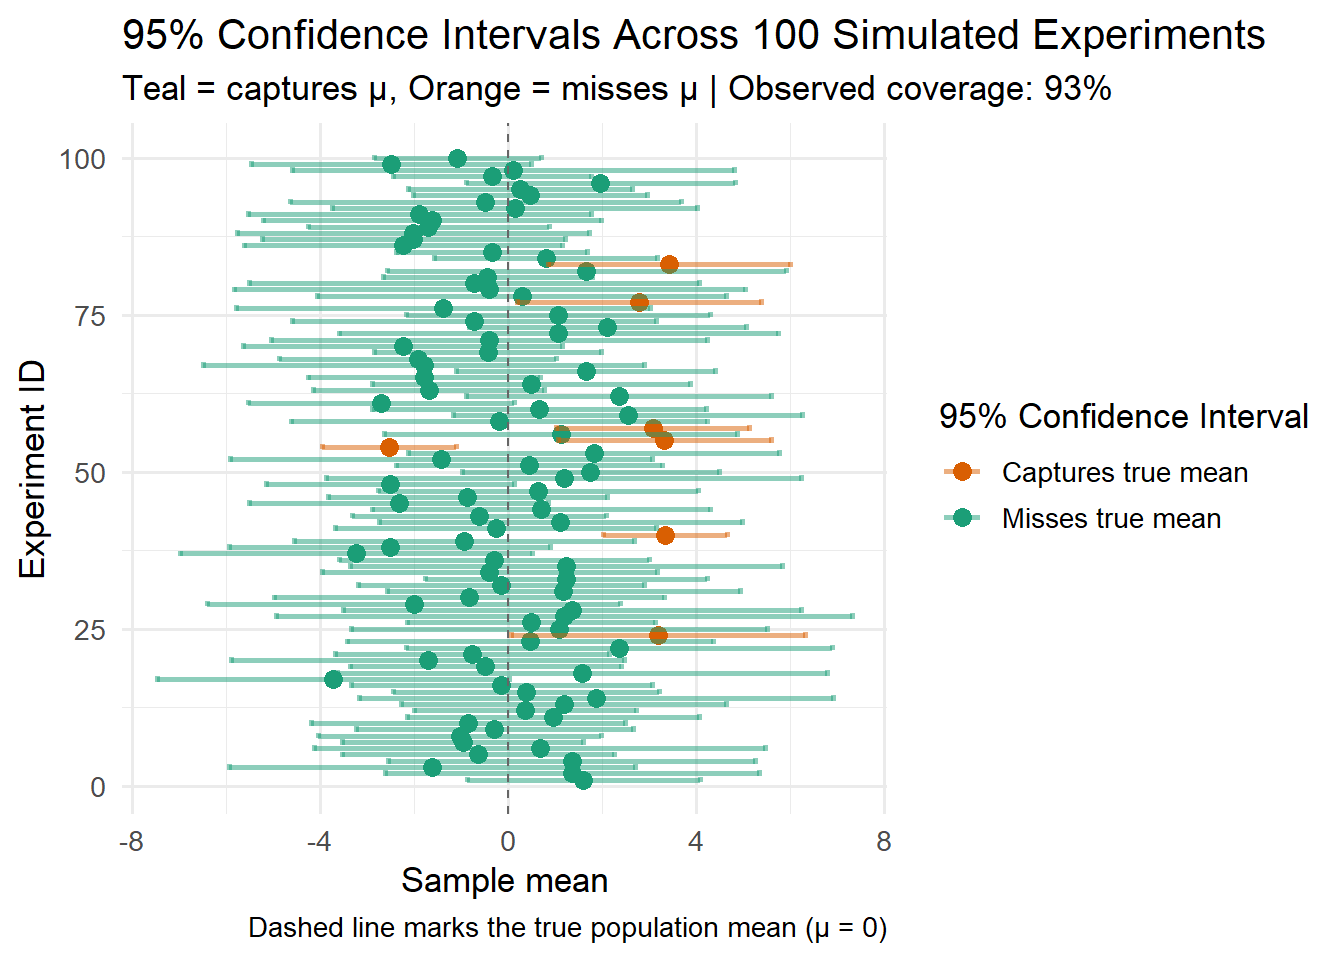 95% Confidence Intervals Across 100 Simulated Experiments
Teal = captures μ, Orange = misses μ | Observed coverage: 93%
100
75
50
25
0
Experiment ID
-8
-4
0
4
8
Sample mean
Dashed line marks the true population mean (μ = 0)
95% Confidence Interval
Captures true mean
Misses true mean